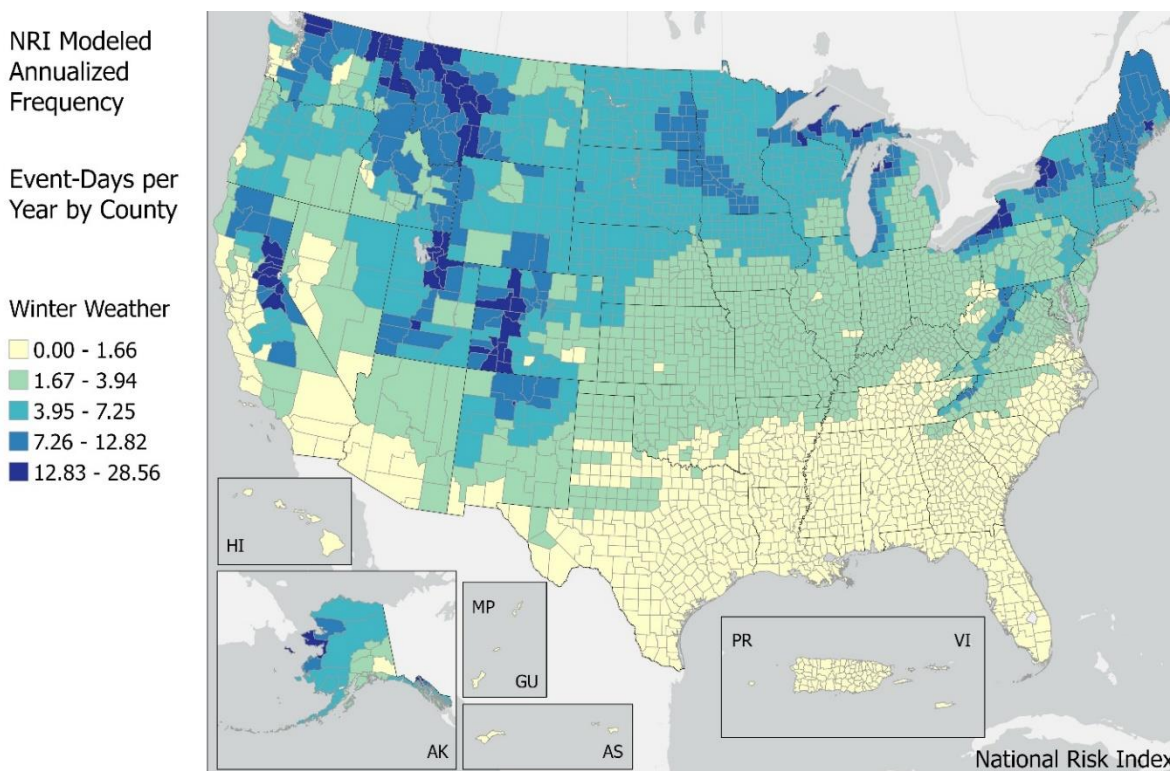 NRI Modeled
Annualized
Frequency
Event-Days per
Year by County
Winter Weather
0.00 - 1.66
1.67 - 3.94
3.95 - 7.25
7.26 - 12.82
12.83 - 28.56
HI
AK
MP
GU
AS
PR
VI
National Risk Index